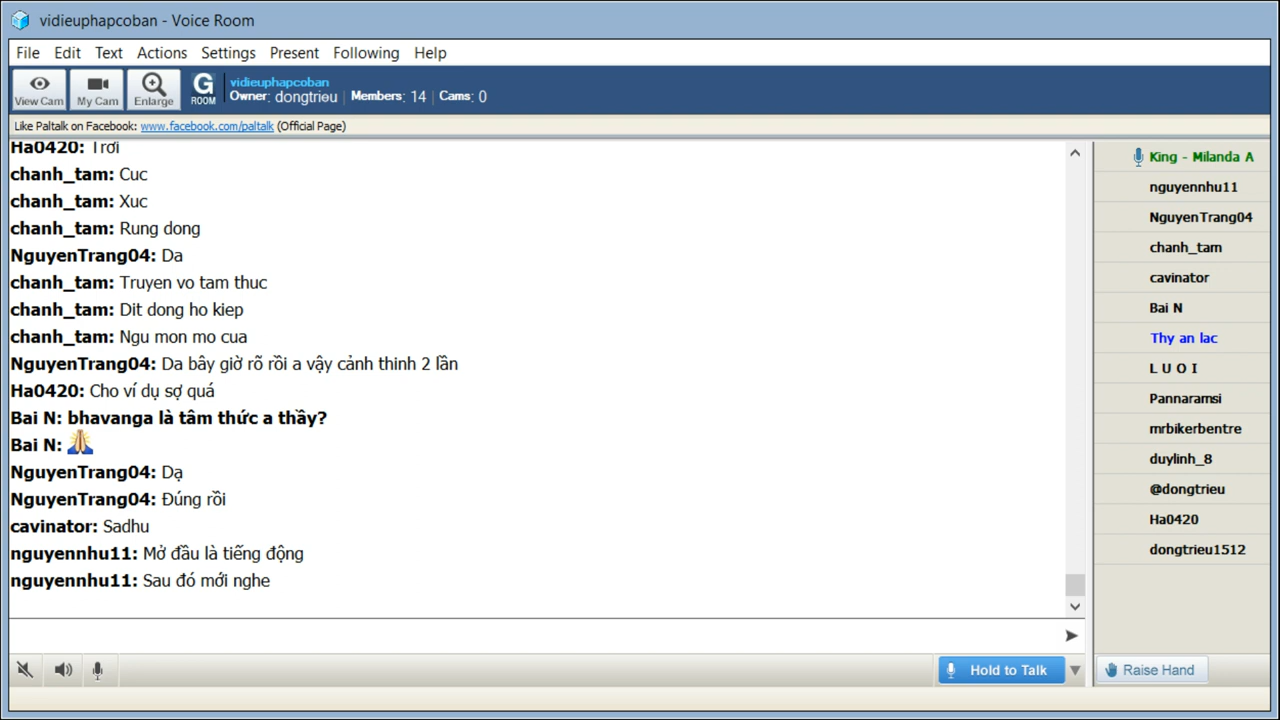 vidieuphapcoban - Voice Room
File Edit Text Actions Settings Present Following Help
View Cam My Cam Enlarge G ROOM
vidieuphapcoban
Owner: dongtrieu | Members: 14 | Cams: 0
Like Paltalk on Facebook: www.facebook.com/paltalk (Official Page)
Ha0420: Trơi
chanh_tam: Cuc
chanh_tam: Xuc
chanh_tam: Rung dong
NguyenTrang04: Da
chanh_tam: Truyen vo tam thuc
chanh_tam: Dit dong ho kiep
chanh_tam: Ngu mon mo cua
NguyenTrang04: Da bây giờ rõ rồi a vậy cảnh thinh 2 lần
Ha0420: Cho ví dụ sợ quá
Bai N: bhavanga là tâm thức a thầy?
Bai N:
NguyenTrang04: Dạ
NguyenTrang04: Đúng rồi
cavinator: Sadhu
nguyennhu11: Mở đầu là tiếng động
nguyennhu11: Sau đó mới nghe
King - Milanda A
nguyennhu11
NguyenTrang04
chanh_tam
cavinator
Bai N
Thy an lac
L U O I
Pannaramsi
mrbikerbentre
duylinh_8
@dongtrieu
Ha0420
dongtrieu1512
Hold to Talk
Raise Hand